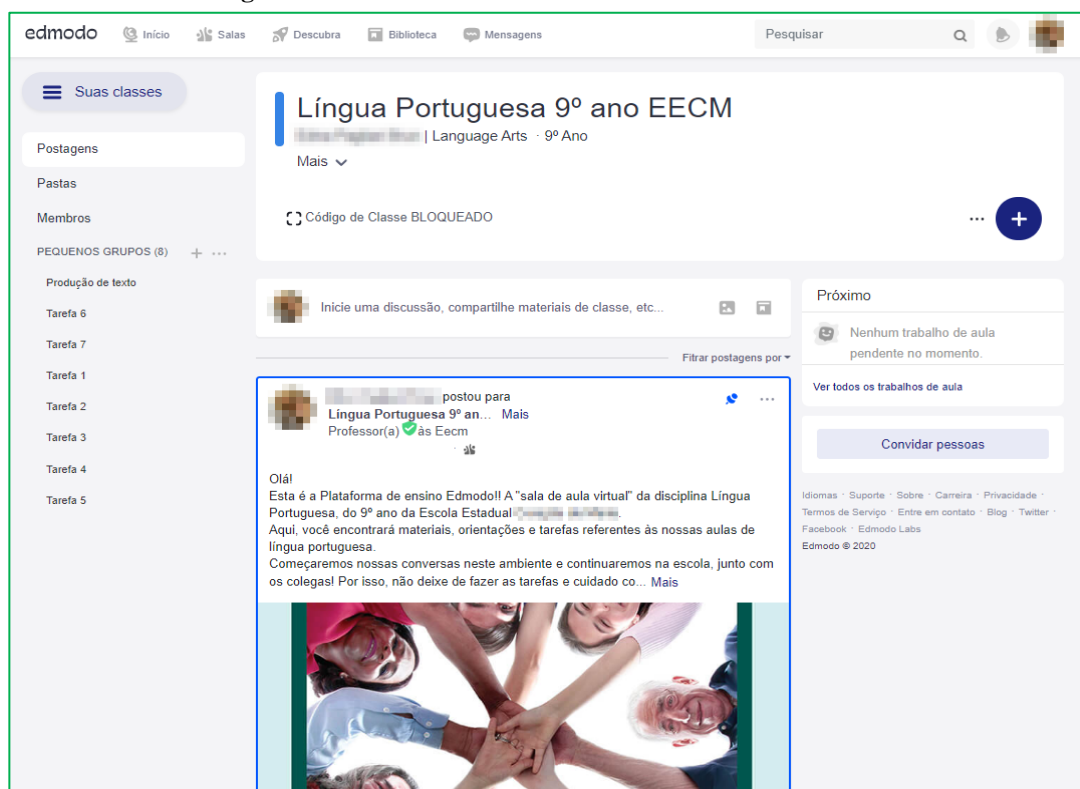 edmodo
Início
Salas
Descubra
Biblioteca
Mensagens
Pesquisar
Suas classes
Postagens
Pastas
Membros
PEQUENOS GRUPOS (8)
Produção de texto
Tarefa 6
Tarefa 7
Tarefa 1
Tarefa 2
Tarefa 3
Tarefa 4
Tarefa 5
Língua Portuguesa 9º ano EECM
| Language Arts · 9º Ano
Mais
Código de Classe BLOQUEADO
Inicie uma discussão, compartilhe materiais de classe, etc...
Fitrar postagens por
postou para
Língua Portuguesa 9º an... Mais
Professor(a) às Eecm
Olá!
Esta é a Plataforma de ensino Edmodo!! A "sala de aula virtual" da disciplina Língua
Portuguesa, do 9º ano da Escola Estadual
Aqui, você encontrará materiais, orientações e tarefas referentes às nossas aulas de
língua portuguesa.
Começaremos nossas conversas neste ambiente e continuaremos na escola, junto com
os colegas! Por isso, não deixe de fazer as tarefas e cuidado co... Mais
Próximo
Nenhum trabalho de aula
pendente no momento.
Ver todos os trabalhos de aula
Convidar pessoas
Idiomas · Suporte · Sobre · Carreira · Privacidade ·
Termos de Serviço · Entre em contato · Blog · Twitter ·
Facebook · Edmodo Labs
Edmodo © 2020